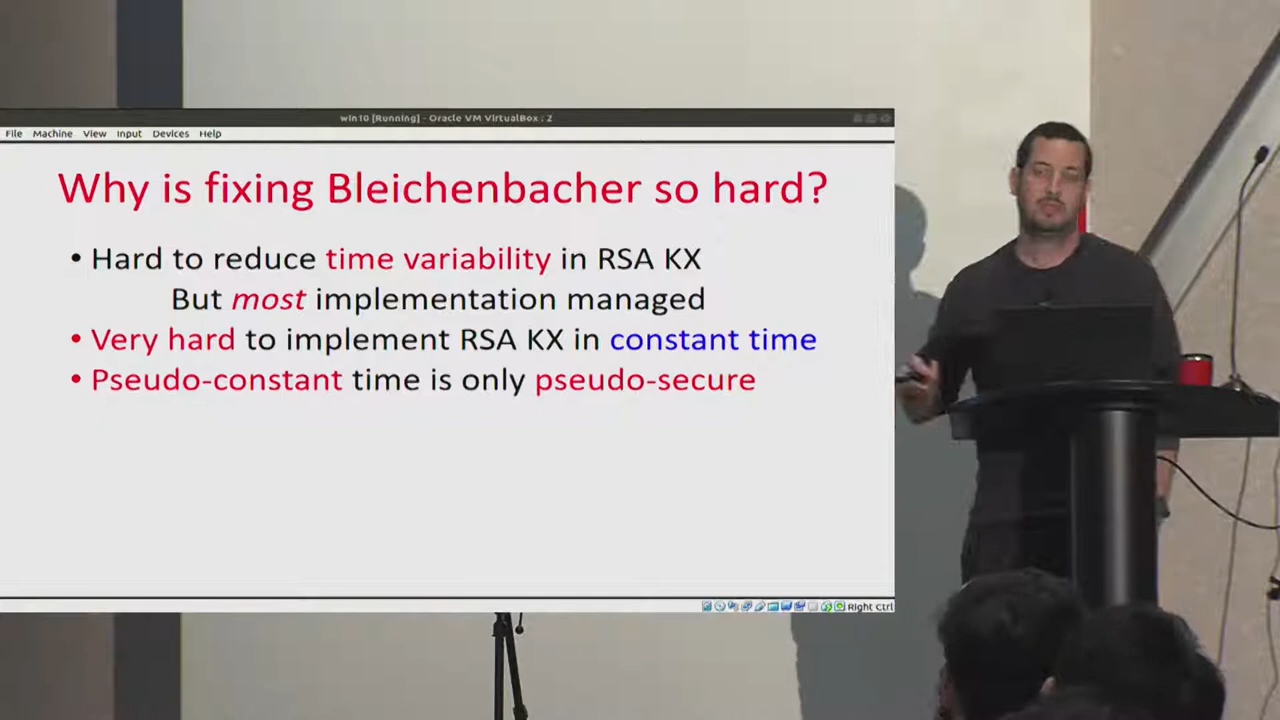 win10 [Running] - Oracle VM VirtualBox : 2
File Machine View Input Devices Help
Why is fixing Bleichenbacher so hard?
• Hard to reduce time variability in RSA KX
But most implementation managed
• Very hard to implement RSA KX in constant time
• Pseudo-constant time is only pseudo-secure
Right Ctrl